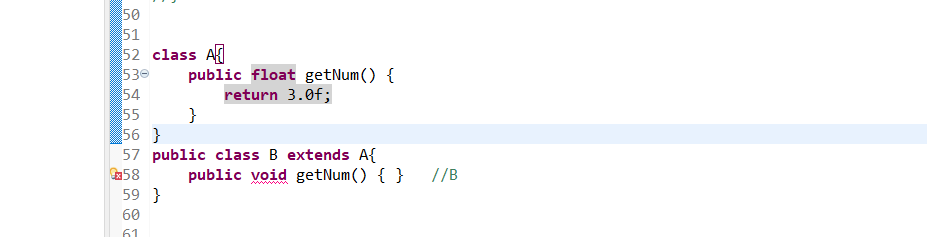 50
51
52 class A{
53 public float getNum() {
54 return 3.0f;
55 }
56 }
57 public class B extends A{
58 public void getNum() { } //B
59 }
60
61